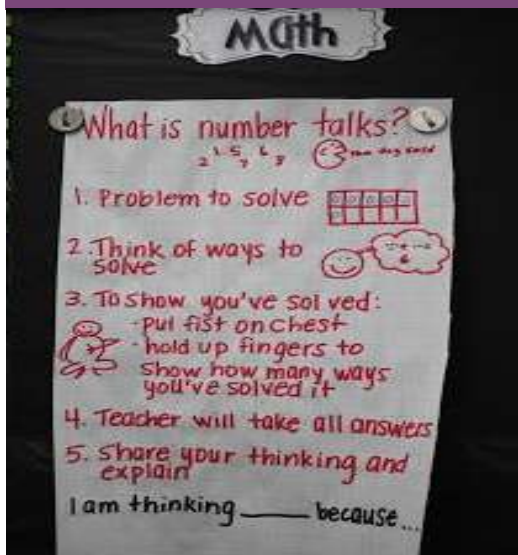 Math
What is number talks?
1. Problem to solve
2. Think of ways to
solve
6
3. To show you've solved:
- put fist on chest
- hold up fingers to
show how many ways
you've solved it
4. Teacher will take all answers
5. Share your thinking and
explain
I am thinking ____ because...